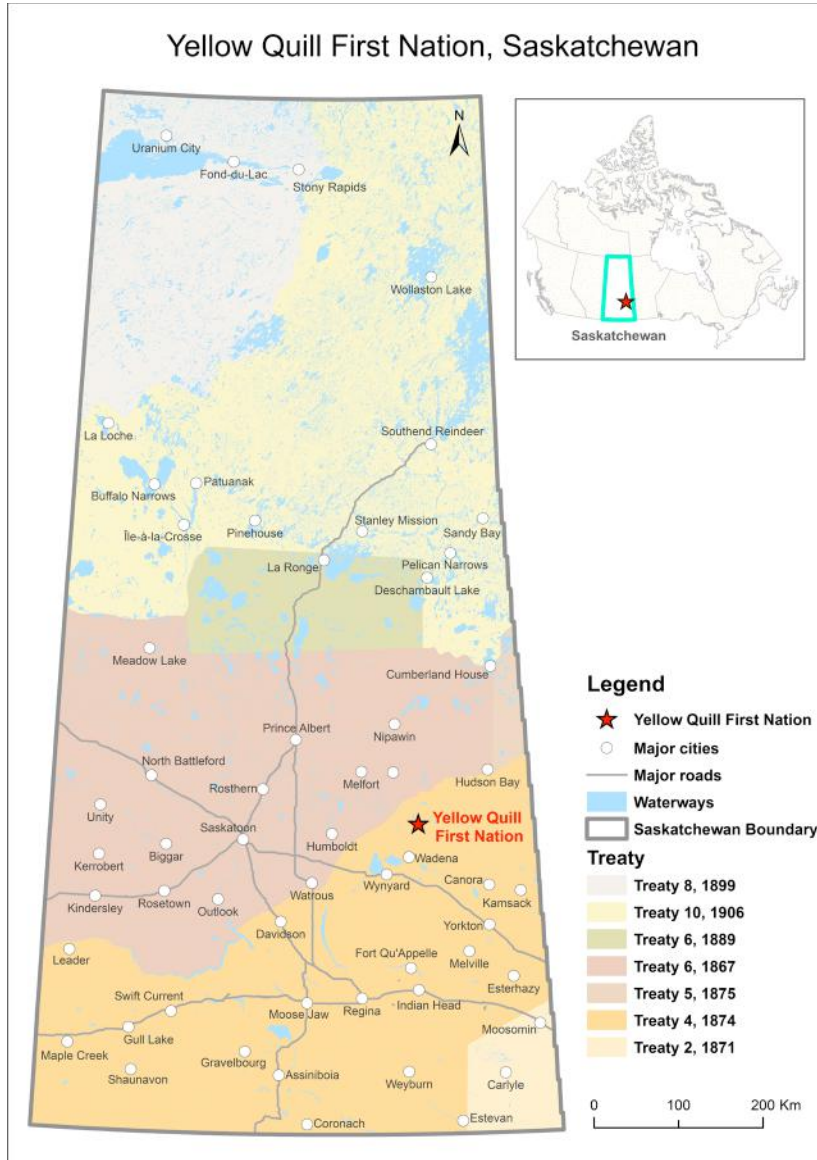 Yellow Quill First Nation, Saskatchewan
N
Uranium City
Fond-du-Lac
Stony Rapids
Wollaston Lake
Saskatchewan
La Loche
Southend Reindeer
Patuanak
Buffalo Narrows
Stanley Mission
Sandy Bay
Île-à-la-Crosse
Pinehouse
La Ronge
Pelican Narrows
Deschambault Lake
Meadow Lake
Cumberland House
Prince Albert
Nipawin
North Battleford
Melfort
Hudson Bay
Rosthern
Unity
Yellow Quill
First Nation
Saskatoon
Humboldt
Biggar
Wadena
Kerrobert
Wynyard
Canora
Kamsack
Watrous
Kindersley
Rosetown
Outlook
Davidson
Yorkton
Leader
Fort Qu'Appelle
Melville
Esterhazy
Swift Current
Moose Jaw
Regina
Indian Head
Moosomin
Gull Lake
Maple Creek
Gravelbourg
Shaunavon
Assiniboia
Weyburn
Carlyle
Coronach
Estevan
Legend
Yellow Quill First Nation
Major cities
Major roads
Waterways
Saskatchewan Boundary
Treaty
Treaty 8, 1899
Treaty 10, 1906
Treaty 6, 1889
Treaty 6, 1867
Treaty 5, 1875
Treaty 4, 1874
Treaty 2, 1871
0 100 200 Km